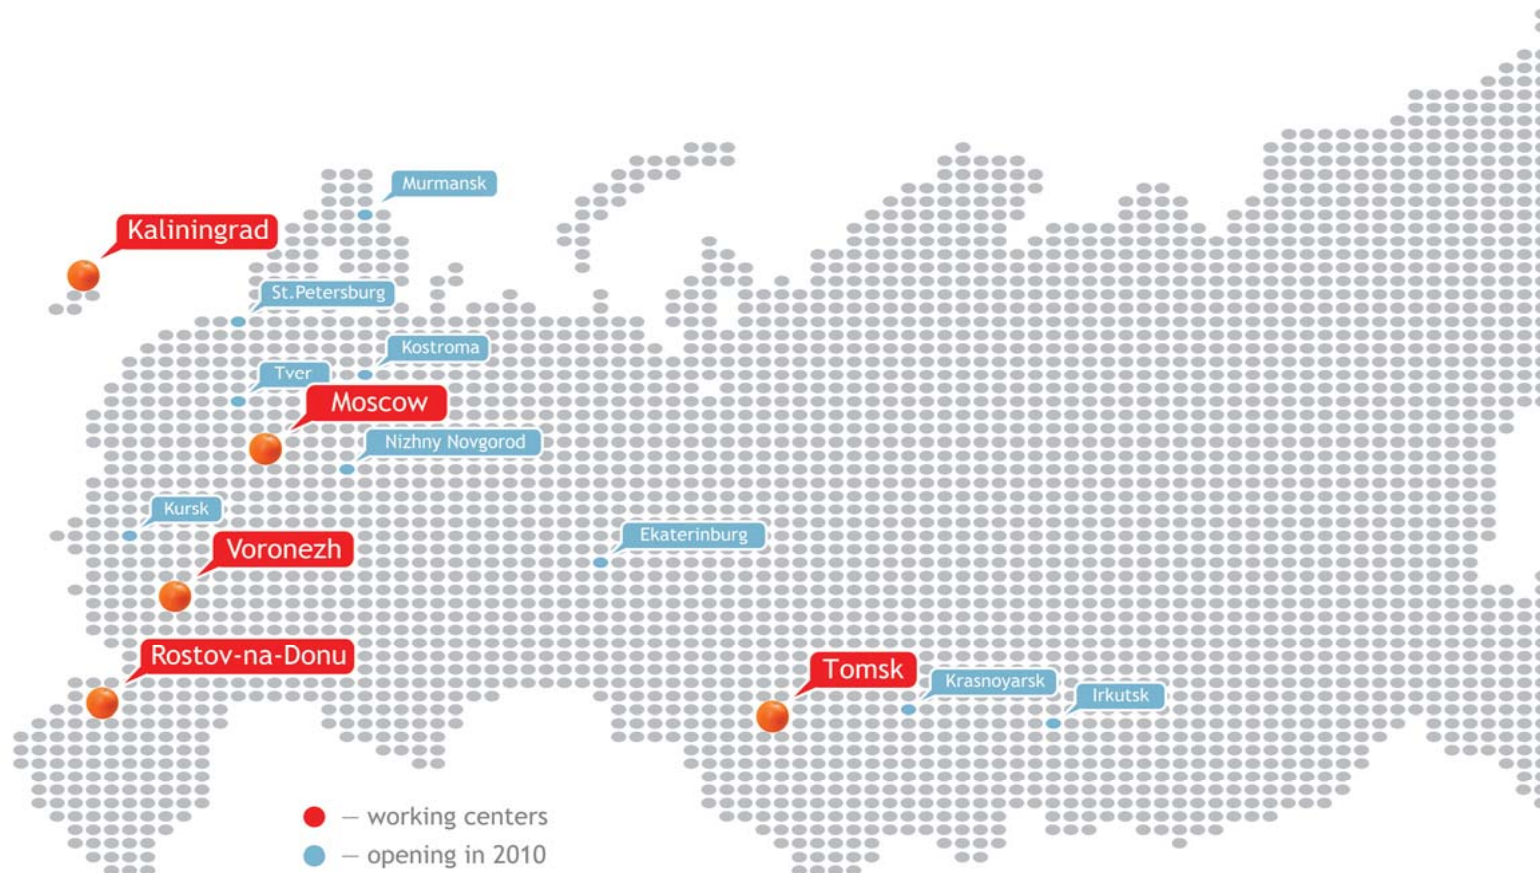 Murmansk
Kaliningrad
St.Petersburg
Kostroma
Tver
Moscow
Nizhny Novgorod
Kursk
Ekaterinburg
Voronezh
Rostov-na-Donu
Tomsk
Krasnoyarsk
Irkutsk
— working centers
— opening in 2010